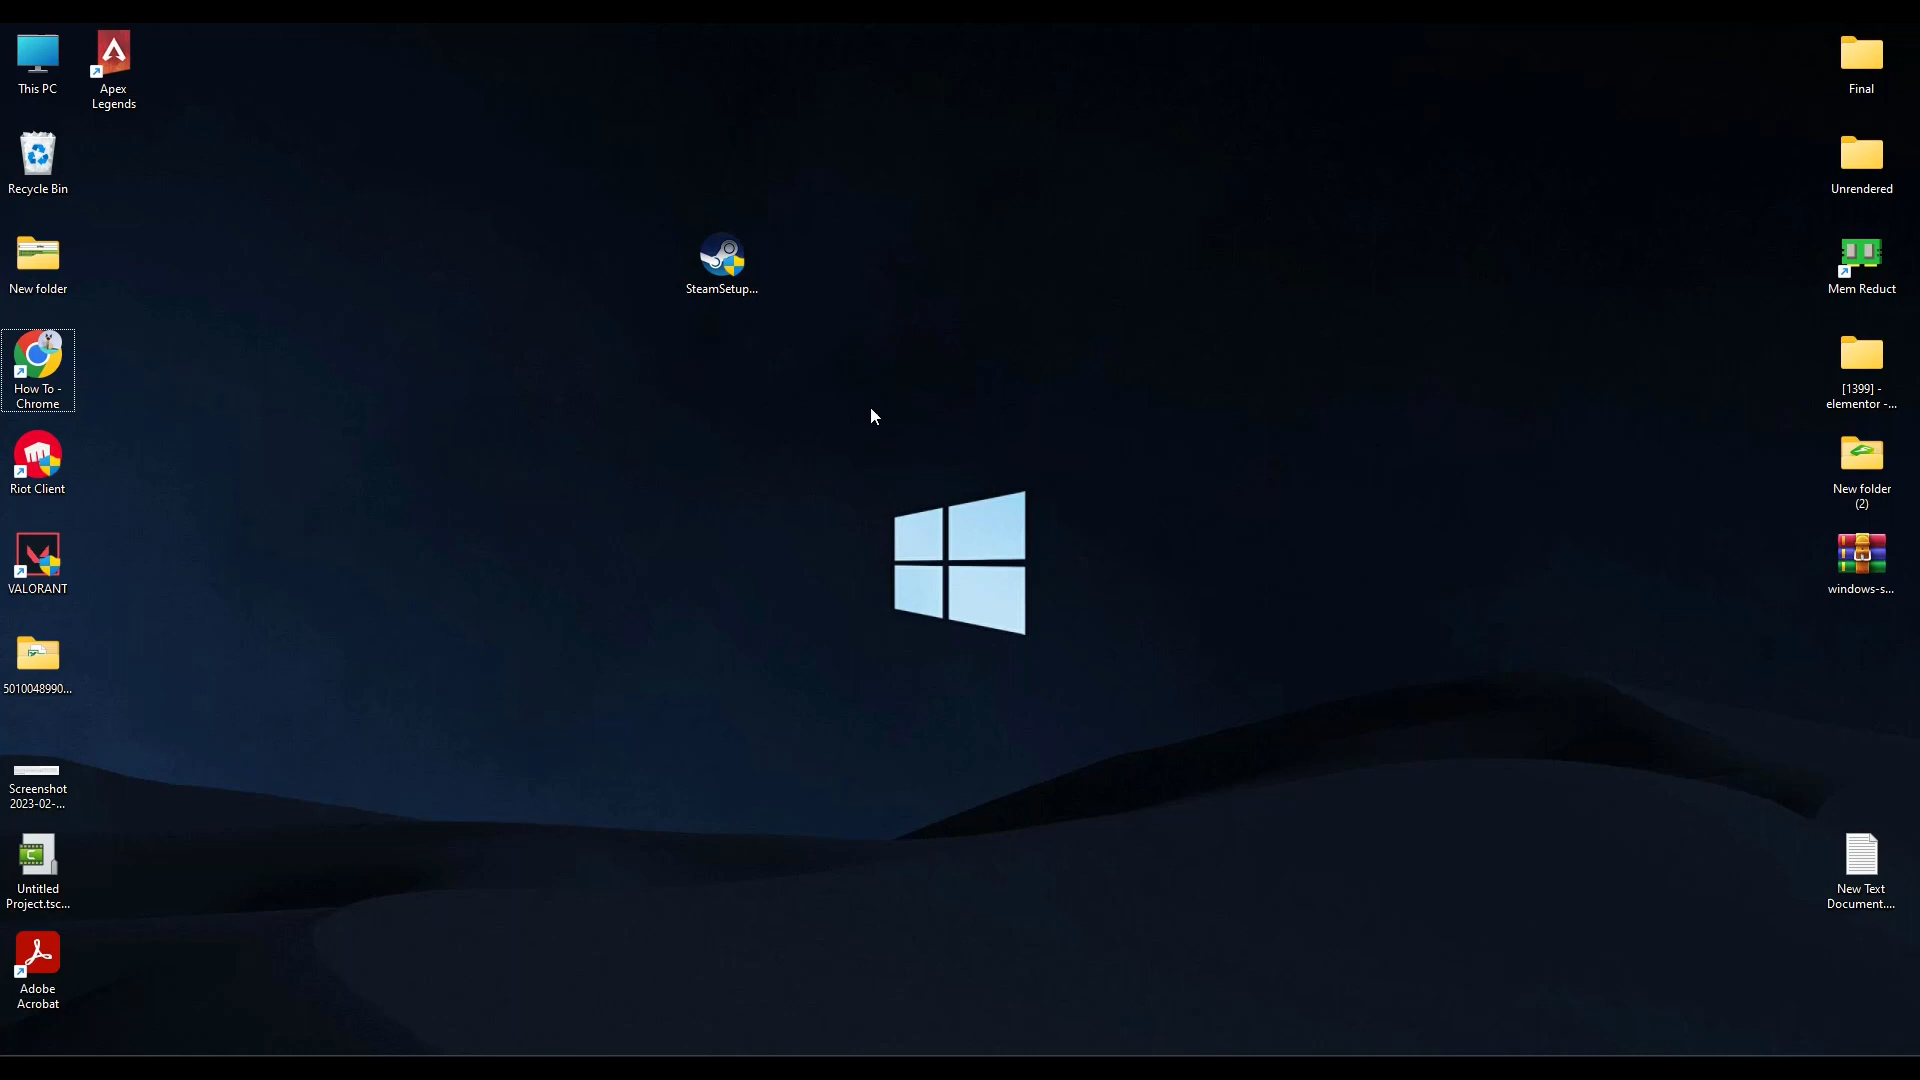 This PC
Apex
Legends
Recycle Bin
New folder
How To -
Chrome
Riot Client
VALORANT
5010048990...
Screenshot
2023-02-...
Untitled
Project.tsc...
Adobe
Acrobat
SteamSetup...
Final
Unrendered
Mem Reduct
[1399] -
elementor -...
New folder
(2)
windows-s...
New Text
Document....